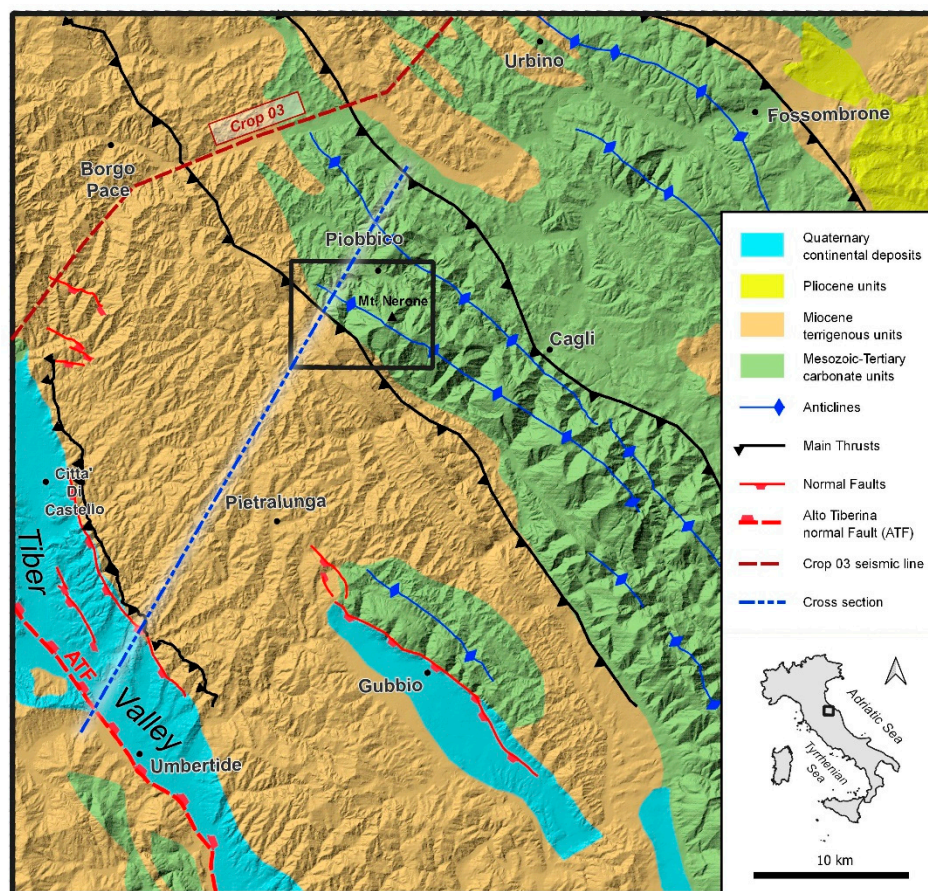 Urbino
Crop 03
Fossombrone
Borgo
Pace
Piobbico
Mt. Nerone
Cagli
Citta'
Di
Castello
Pietralunga
Tiber
Valley
ATF
Gubbio
Umbertide
Quaternary
continental deposits
Pliocene units
Miocene
terrigenous units
Mesozoic-Tertiary
carbonate units
Anticlines
Main Thrusts
Normal Faults
Alto Tiberina
normal Fault (ATF)
Crop 03 seismic line
Cross section
Adriatic Sea
Tyrrhenian
Sea
10 km